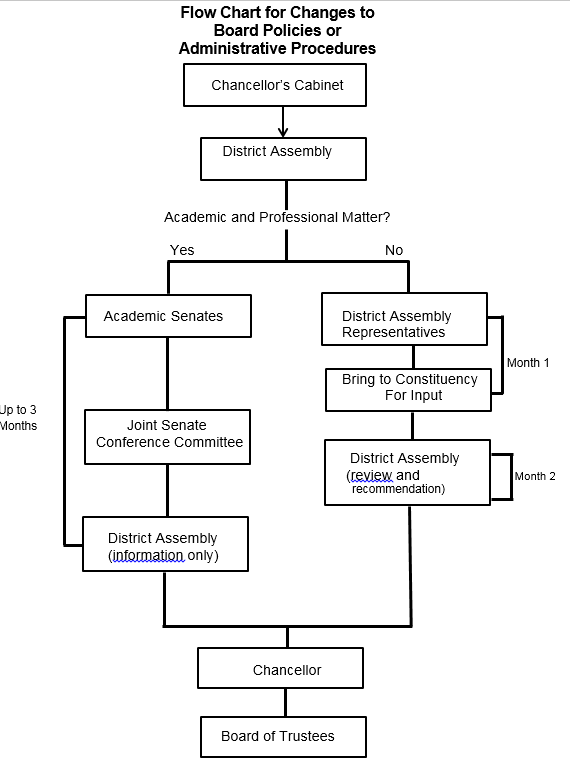 Flow Chart for Changes to
Board Policies or
Administrative Procedures
Chancellor's Cabinet
District Assembly
Academic and Professional Matter?
Yes
No
Academic Senates
District Assembly
Representatives
Month 1
Bring to Constituency
For Input
Up to 3
Months
Joint Senate
Conference Committee
District Assembly
(review and
recommendation)
Month 2
District Assembly
(information only)
Chancellor
Board of Trustees